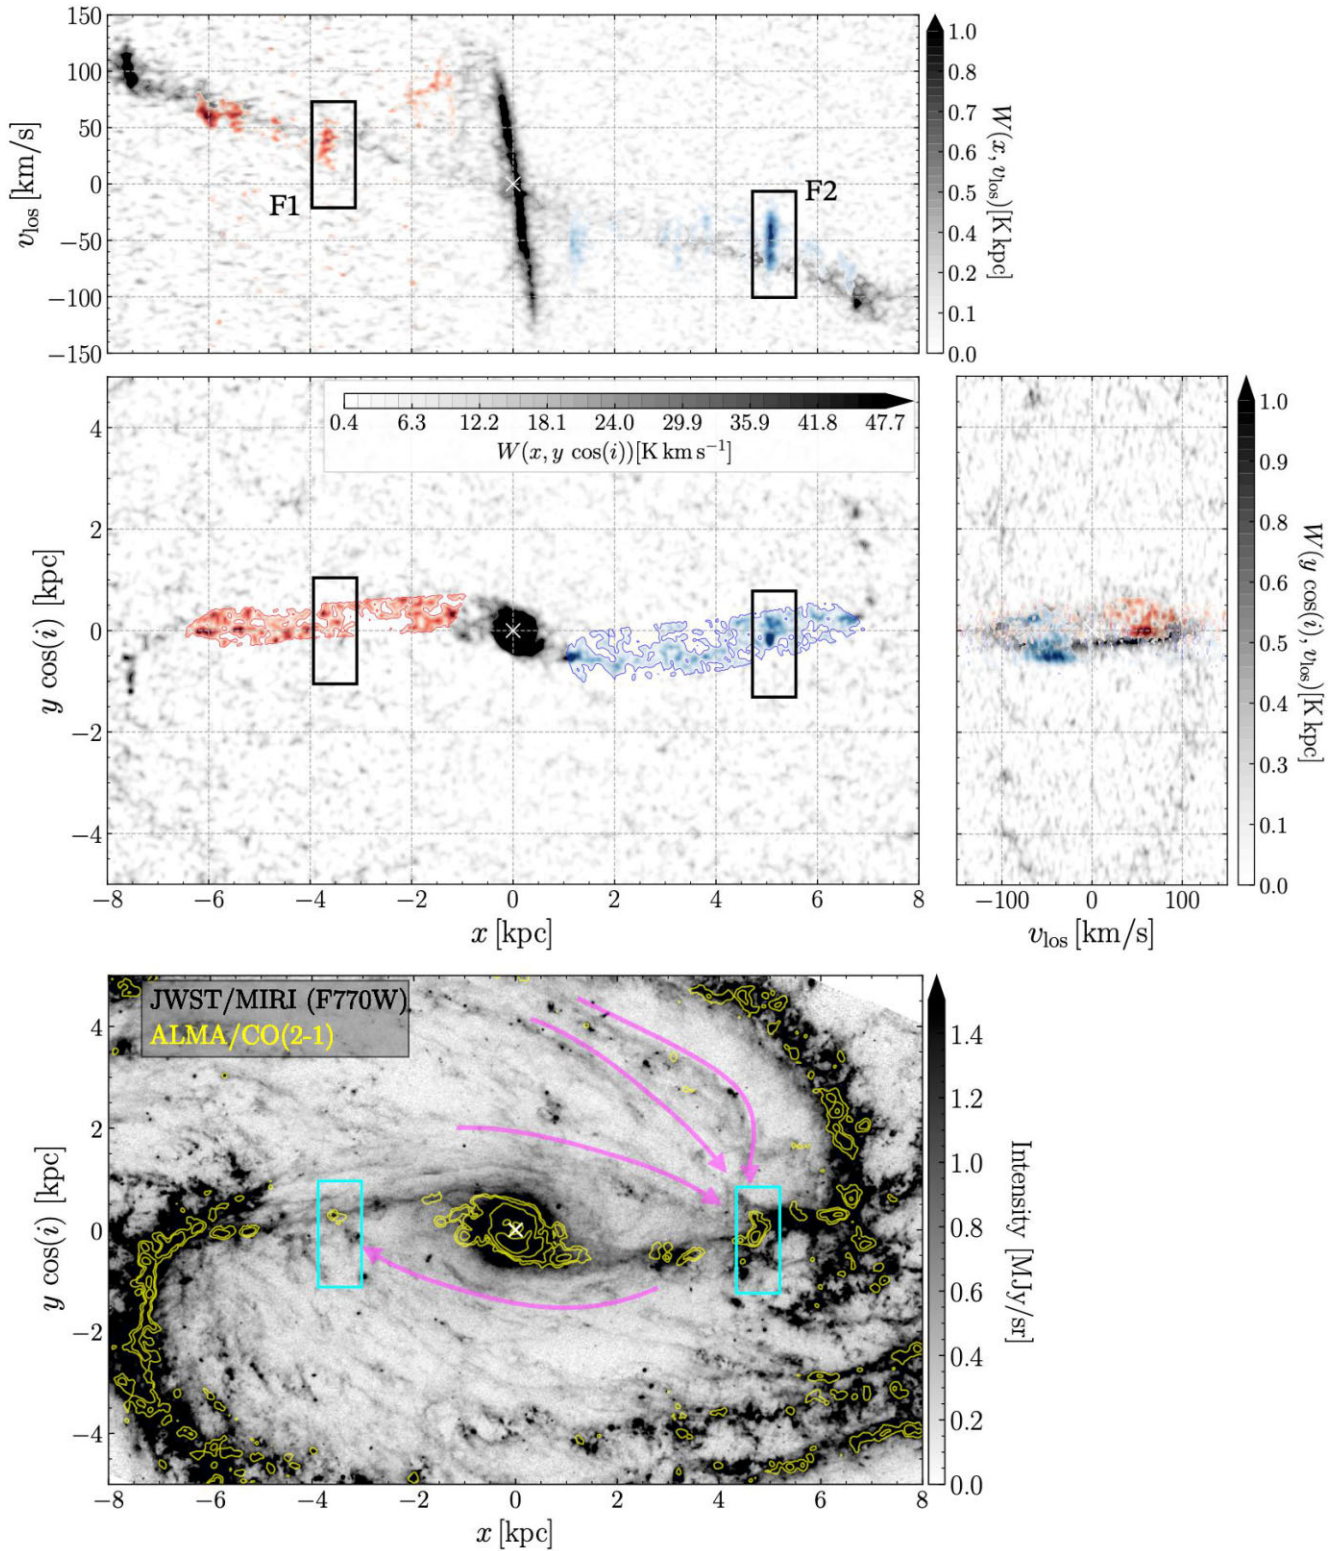 150
100
50
0
−50
−100
−150
v_los [km/s]
F1
F2
1.0
0.8
0.7
0.6
0.5
0.4
0.2
0.1
0.0
W(x, v_los)[K kpc]
0.4 6.3 12.2 18.1 24.0 29.9 35.9 41.8 47.7
W(x, y cos(i))[K km s⁻¹]
4
2
0
−2
−4
y cos(i) [kpc]
−8 −6 −4 −2 0 2 4 6 8
x [kpc]
−100 0 100
v_los [km/s]
1.0
0.9
0.8
0.6
0.5
0.4
0.3
0.1
0.0
W(y cos(i), v_los)[K kpc]
JWST/MIRI (F770W)
ALMA/CO(2-1)
4
2
0
−2
−4
y cos(i) [kpc]
−8 −6 −4 −2 0 2 4 6 8
x [kpc]
1.4
1.2
1.0
0.8
0.6
0.4
0.2
0.0
Intensity [MJy/sr]